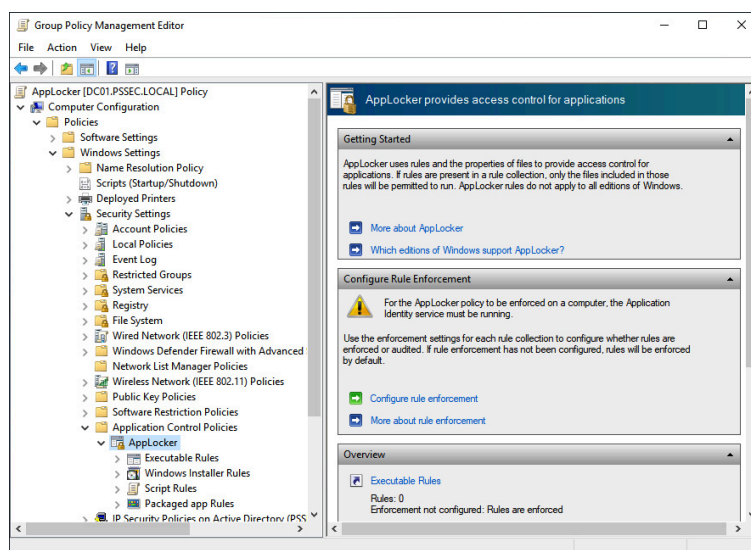 Group Policy Management Editor
File Action View Help
AppLocker [DC01.PSSEC.LOCAL] Policy
Computer Configuration
Policies
Software Settings
Windows Settings
Name Resolution Policy
Scripts (Startup/Shutdown)
Deployed Printers
Security Settings
Account Policies
Local Policies
Event Log
Restricted Groups
System Services
Registry
File System
Wired Network (IEEE 802.3) Policies
Windows Defender Firewall with Advanced
Network List Manager Policies
Wireless Network (IEEE 802.11) Policies
Public Key Policies
Software Restriction Policies
Application Control Policies
AppLocker
Executable Rules
Windows Installer Rules
Script Rules
Packaged app Rules
IP Security Policies on Active Directory (PSS
AppLocker provides access control for applications
Getting Started
AppLocker uses rules and the properties of files to provide access control for
applications. If rules are present in a rule collection, only the files included in those
rules will be permitted to run. AppLocker rules do not apply to all editions of Windows.
More about AppLocker
Which editions of Windows support AppLocker?
Configure Rule Enforcement
For the AppLocker policy to be enforced on a computer, the Application
Identity service must be running.
Use the enforcement settings for each rule collection to configure whether rules are
enforced or audited. If rule enforcement has not been configured, rules will be enforced
by default.
Configure rule enforcement
More about rule enforcement
Overview
Executable Rules
Rules: 0
Enforcement not configured: Rules are enforced